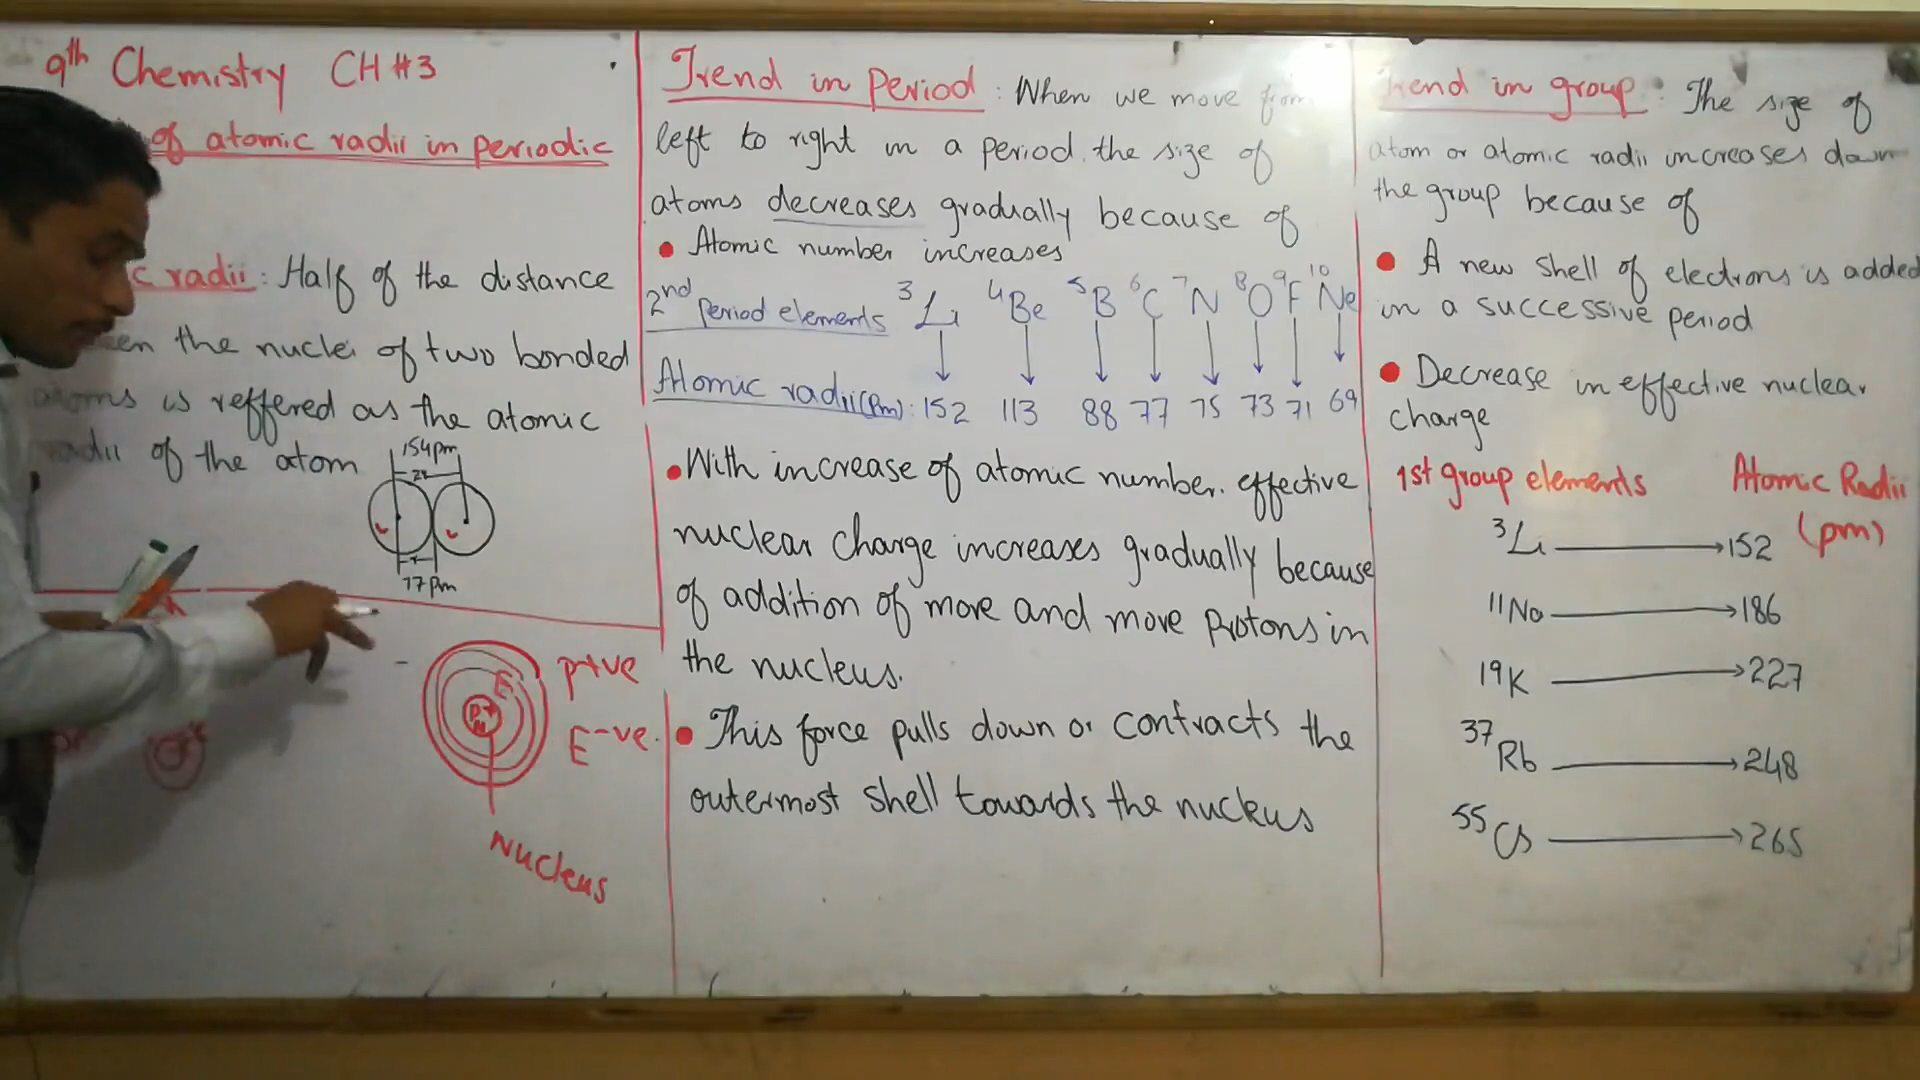 9th Chemistry CH #3
of atomic radii in periodic
c radii : Half of the distance
een the nuclei of two bonded
atoms is reffered as the atomic
radii of the atom
154pm
2r
r
77pm
p+ve
E-ve
E
P+
N
Nucleus
Trend in Period : When we move from
left to right in a period. the size of
atoms decreases gradually because of
• Atomic number increases
2nd Period elements 3Li 4Be 5B 6C 7N 8O 9F 10Ne
Atomic radii(Pm): 152 113 88 77 75 73 71 69
• With increase of atomic number. effective
nuclear charge increases gradually because
of addition of more and more Protons in
the nucleus.
• This force pulls down or contracts the
outermost shell towards the nucleus
Trend in group : The size of
atom or atomic radii increases down
the group because of
• A new shell of electrons is added
in a successive period
• Decrease in effective nuclear
charge
1st group elements Atomic Radii
(pm)
3Li → 152
11Na → 186
19K → 227
37Rb → 248
55Cs → 265